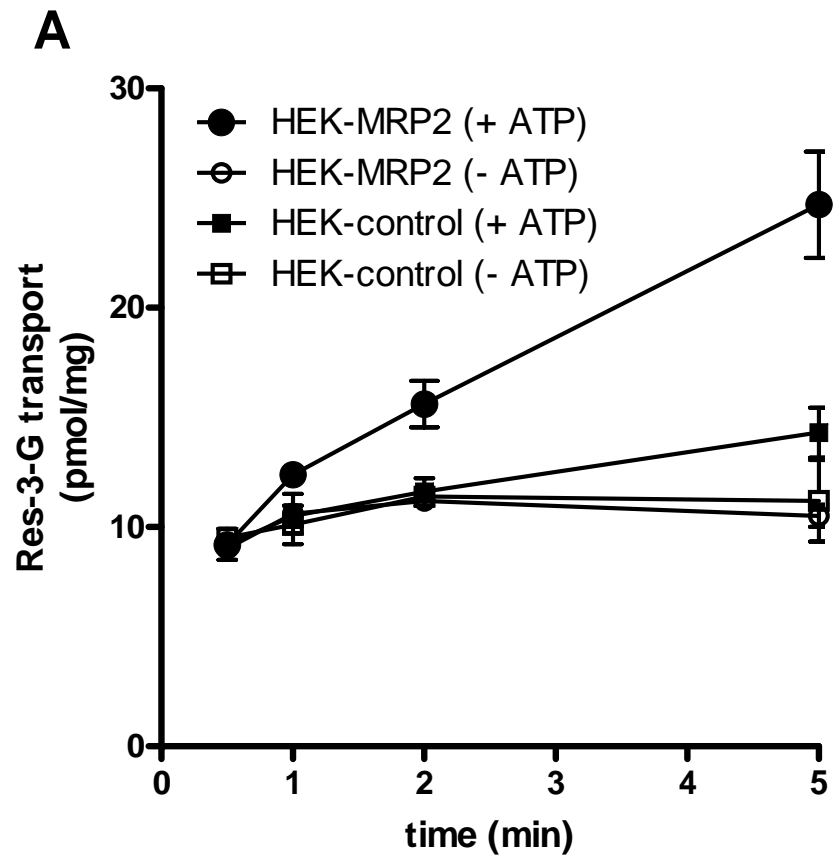 A
30
HEK-MRP2 (+ ATP)
HEK-MRP2 (- ATP)
HEK-control (+ ATP)
HEK-control (- ATP)
20
Res-3-G transport
(pmol/mg)
10
0
0 1 2 3 4 5
time (min)